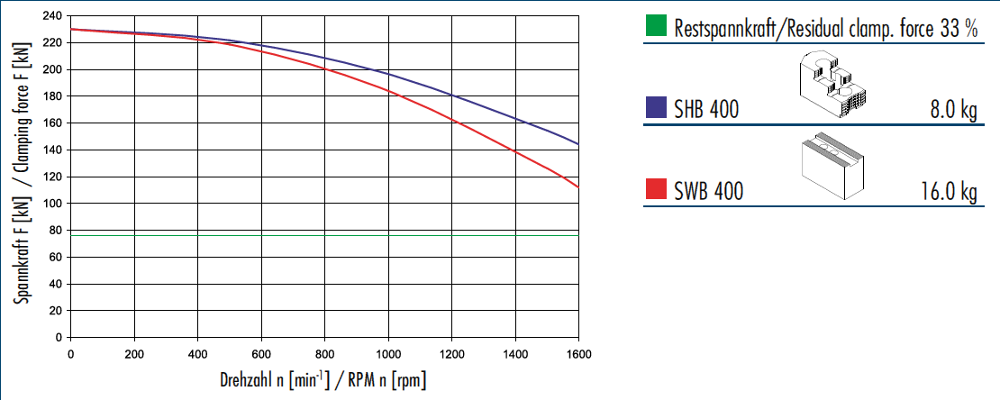 240
220
200
180
160
140
120
100
80
60
40
20
0
0 200 400 600 800 1000 1200 1400 1600
Spannkraft F [kN] / Clamping force F [kN]
Drehzahl n [min-1] / RPM n [rpm]
Restspannkraft/Residual clamp. force 33 %
SHB 400 8.0 kg
SWB 400 16.0 kg